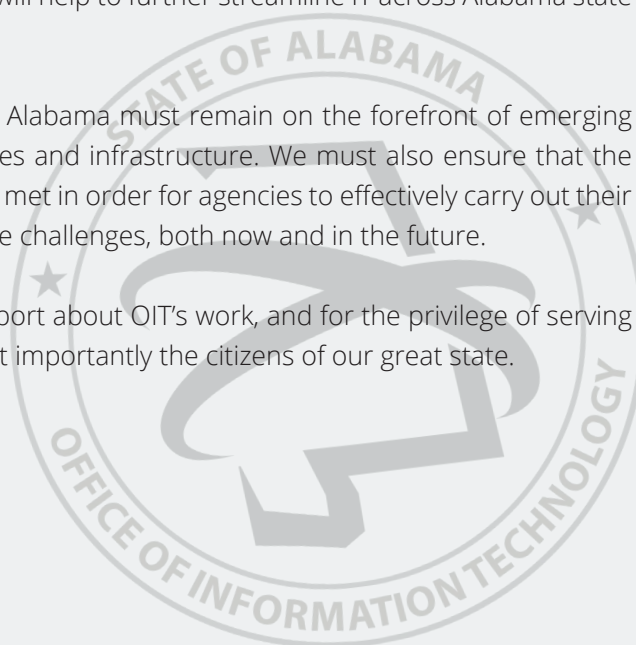 will help to further streamline IT across Alabama state
Alabama must remain on the forefront of emerging
es and infrastructure. We must also ensure that the
met in order for agencies to effectively carry out their
e challenges, both now and in the future.
port about OIT's work, and for the privilege of serving
t importantly the citizens of our great state.
STATE OF ALABAMA
OFFICE OF INFORMATION TECHNOLOGY